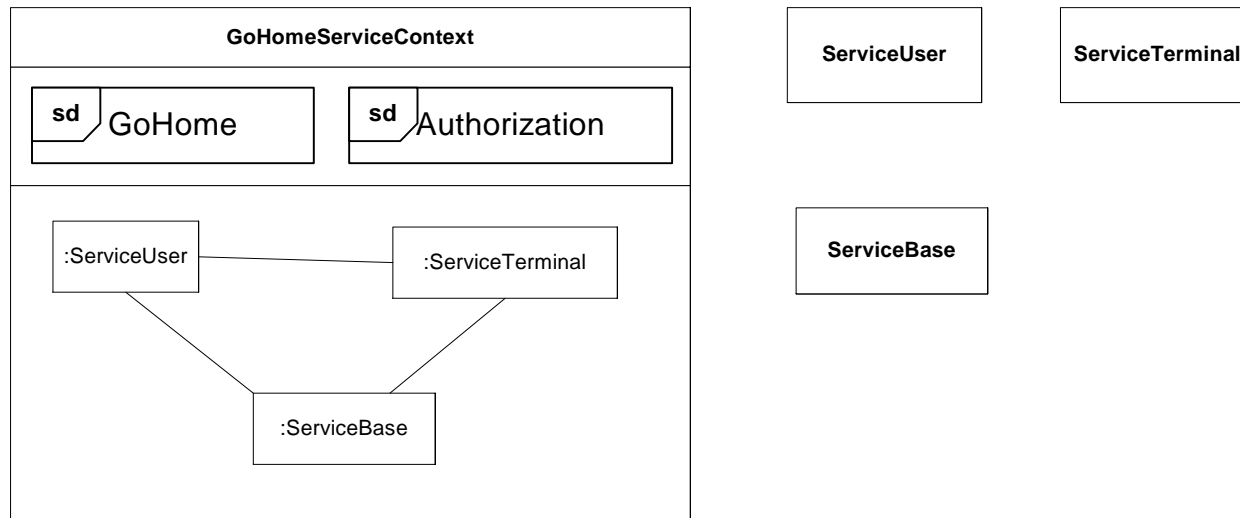 GoHomeServiceContext
sd GoHome
sd Authorization
:ServiceUser
:ServiceTerminal
:ServiceBase
ServiceUser
ServiceTerminal
ServiceBase